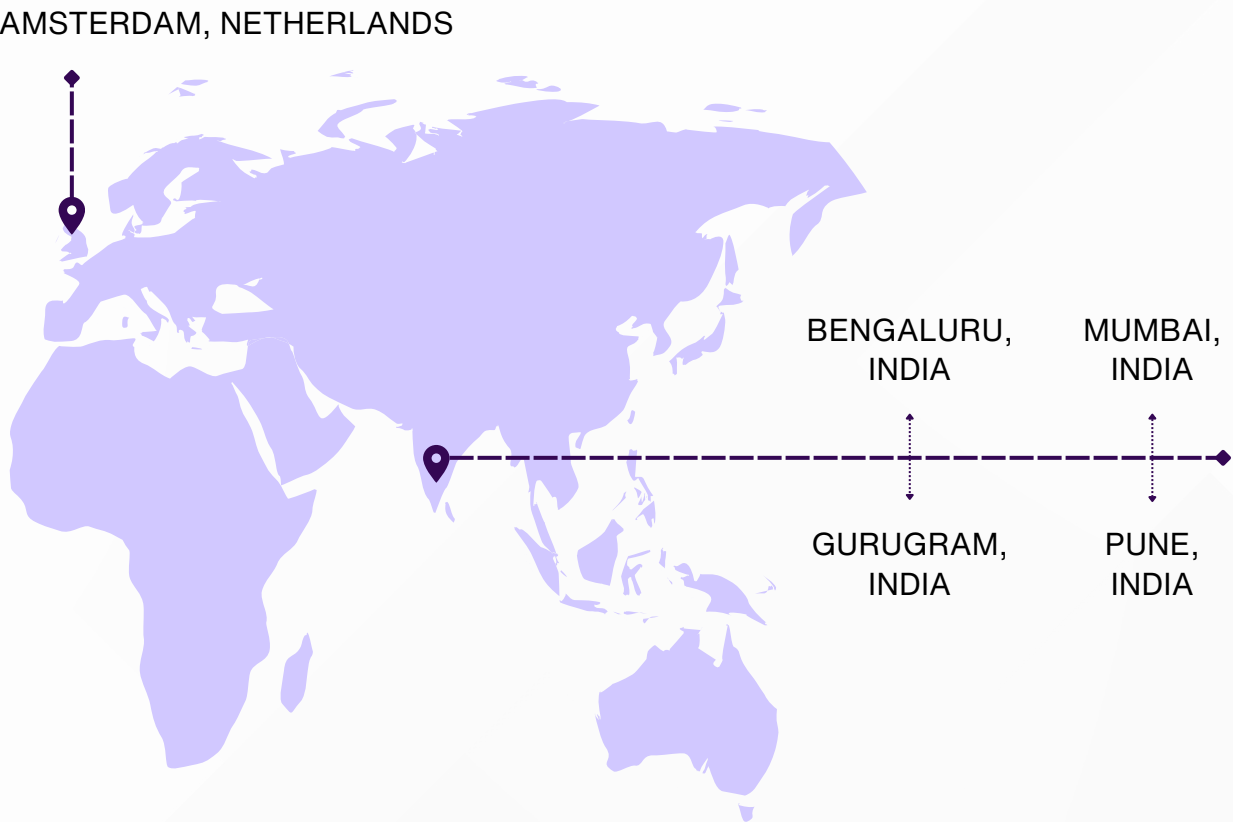 AMSTERDAM, NETHERLANDS
BENGALURU,
INDIA
MUMBAI,
INDIA
GURUGRAM,
INDIA
PUNE,
INDIA